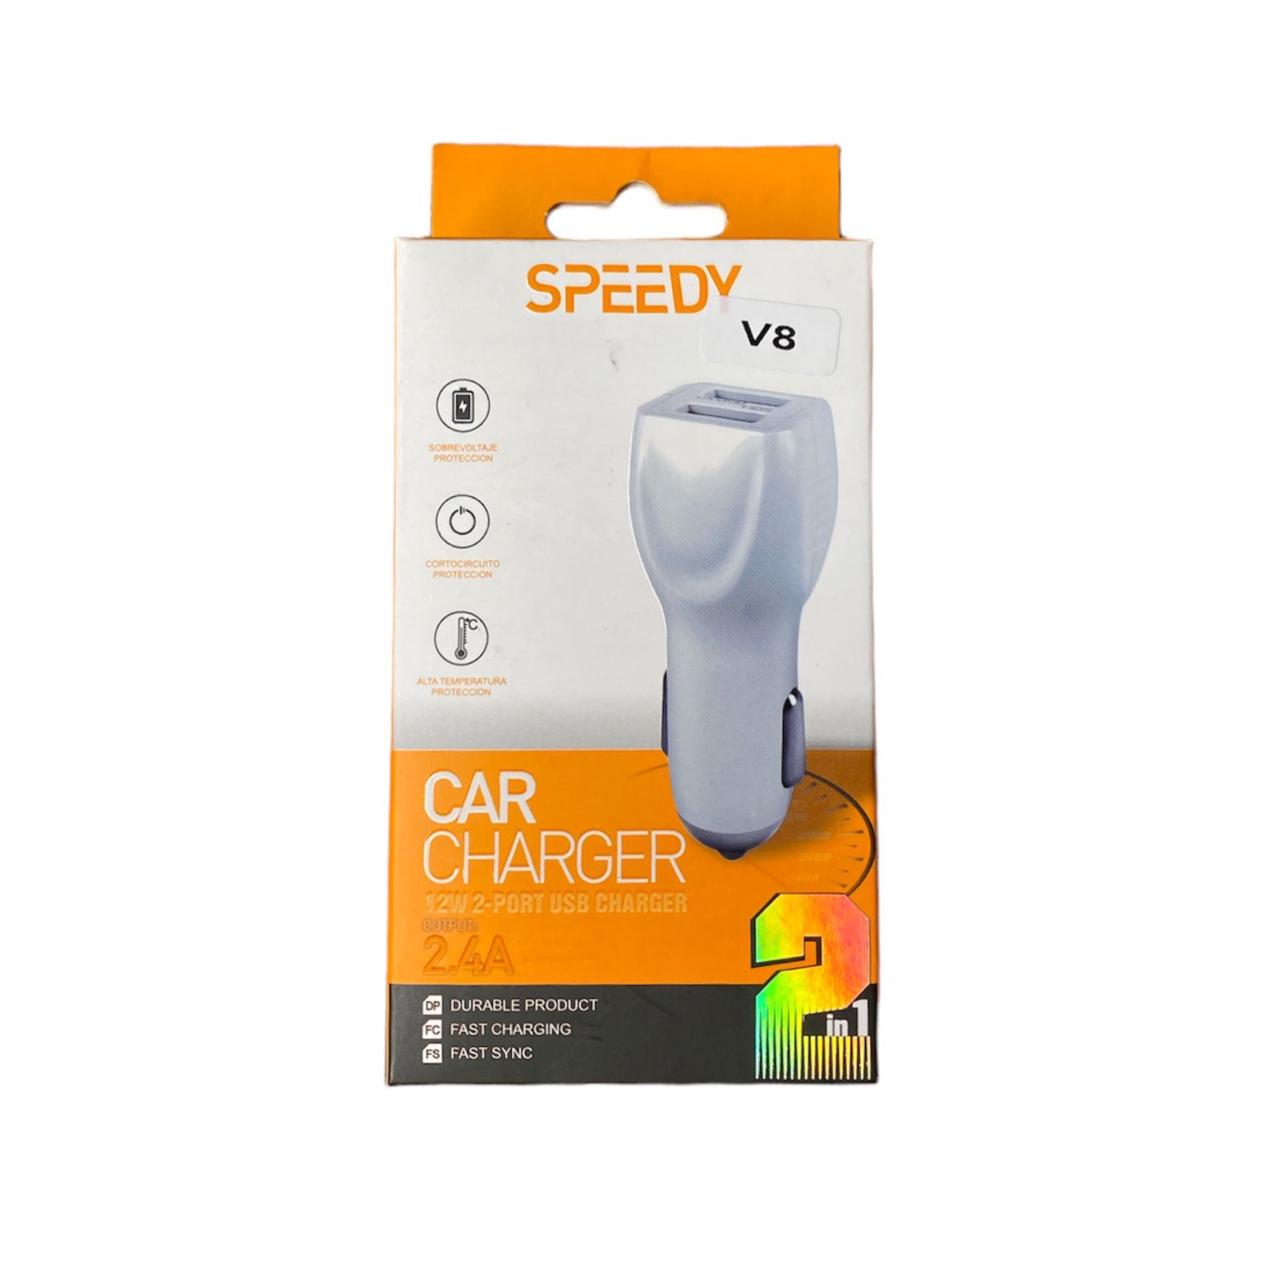 SPEEDY
V8
SOBREVOLTAJE
PROTECCION
CORTOCIRCUITO
PROTECCION
°C
ALTA TEMPERATURA
PROTECCION
CAR
CHARGER
12W 2-PORT USB CHARGER
OUTPUT:
2.4A
DP DURABLE PRODUCT
FC FAST CHARGING
FS FAST SYNC
2 in 1